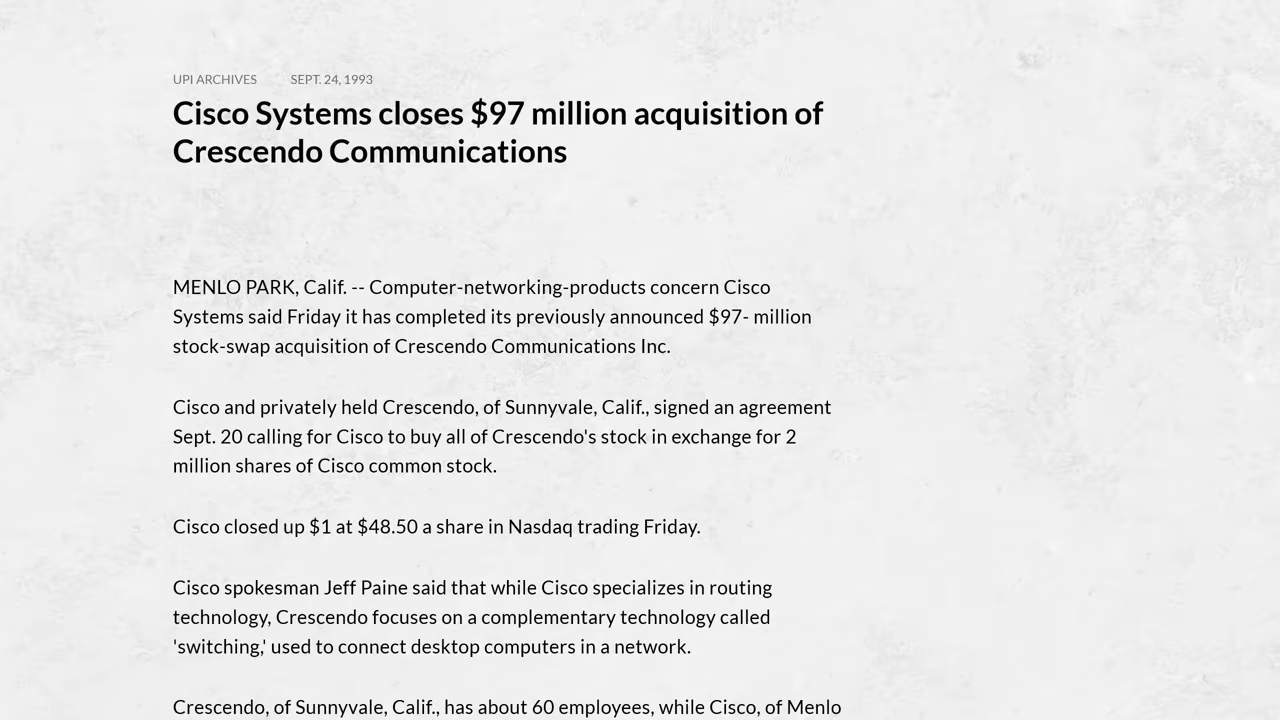 UPI ARCHIVES SEPT. 24, 1993
Cisco Systems closes $97 million acquisition of
Crescendo Communications
MENLO PARK, Calif. -- Computer-networking-products concern Cisco
Systems said Friday it has completed its previously announced $97- million
stock-swap acquisition of Crescendo Communications Inc.
Cisco and privately held Crescendo, of Sunnyvale, Calif., signed an agreement
Sept. 20 calling for Cisco to buy all of Crescendo's stock in exchange for 2
million shares of Cisco common stock.
Cisco closed up $1 at $48.50 a share in Nasdaq trading Friday.
Cisco spokesman Jeff Paine said that while Cisco specializes in routing
technology, Crescendo focuses on a complementary technology called
'switching,' used to connect desktop computers in a network.
Crescendo, of Sunnyvale, Calif., has about 60 employees, while Cisco, of Menlo